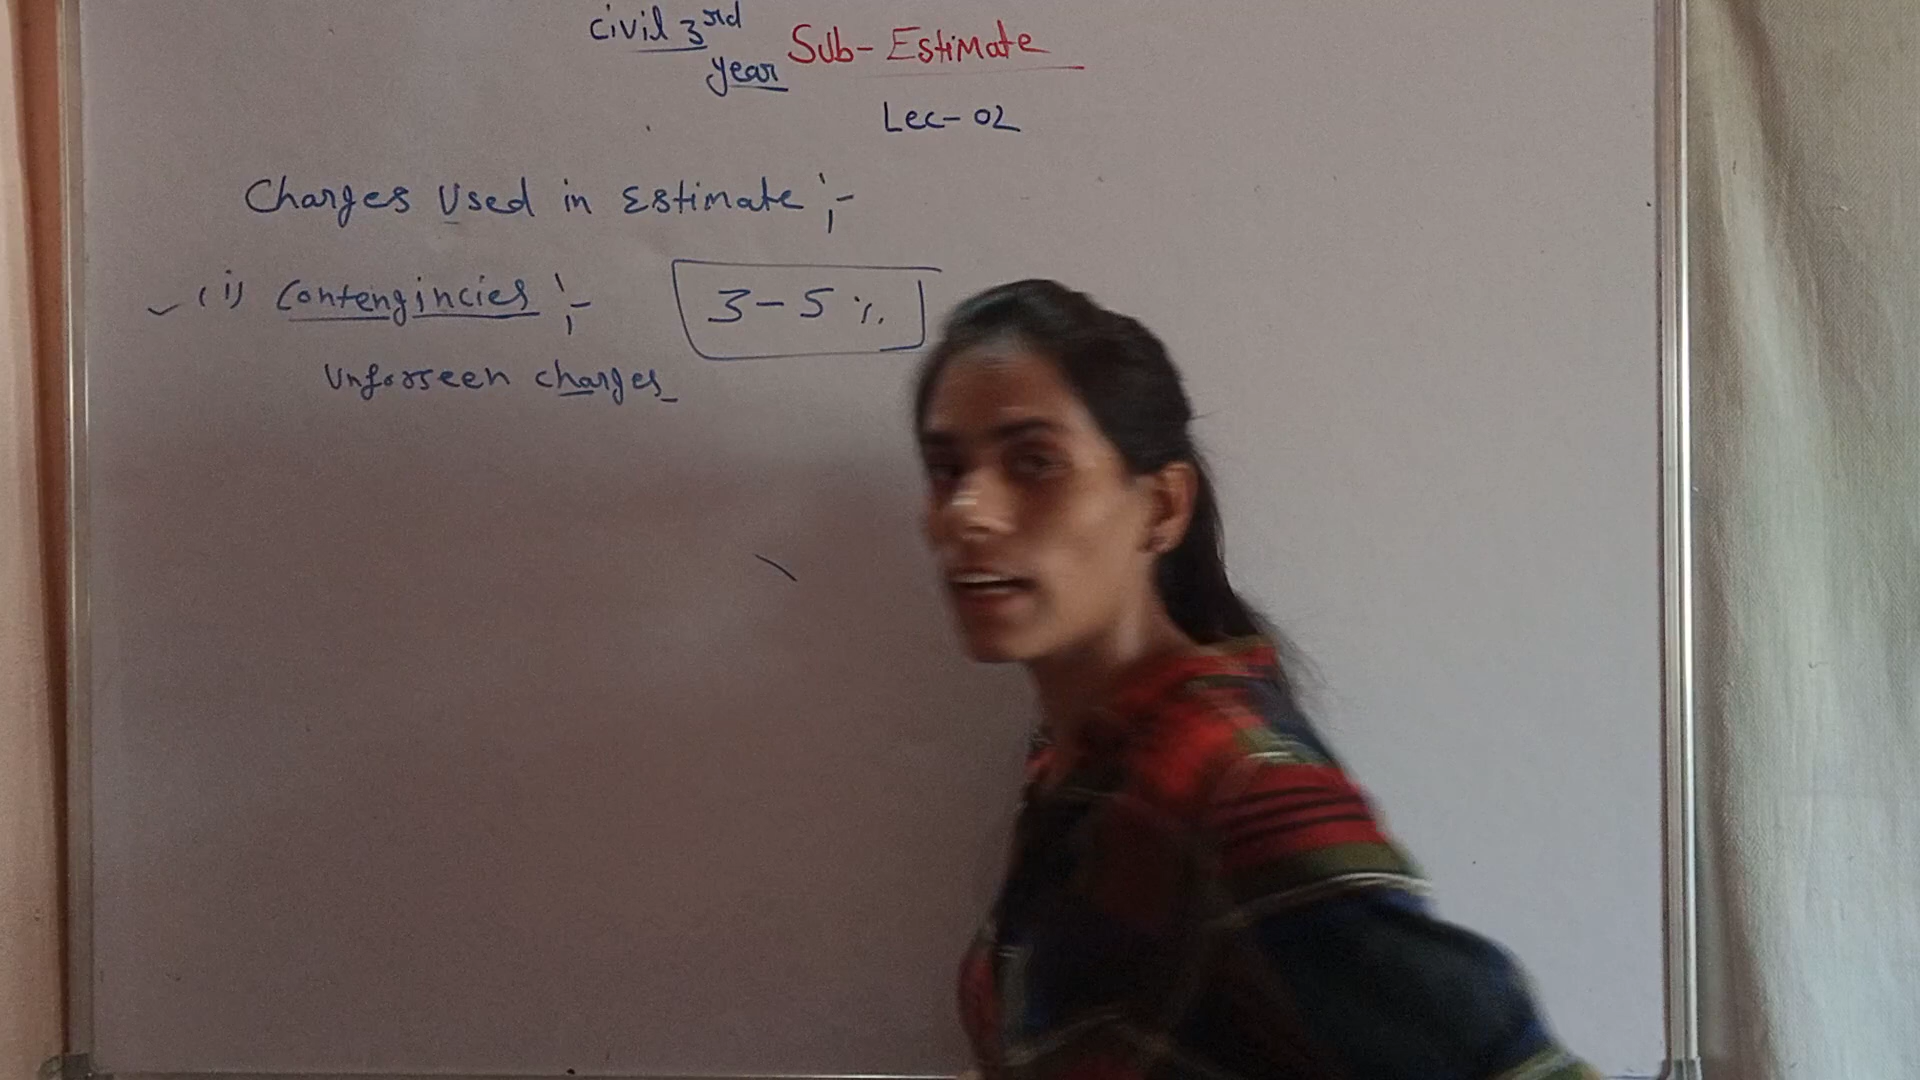 Civil 3rd
year
Sub- Estimate
Lec- 02
Charges Used in Estimate :-
(i) Contengincies :- 3-5 %
Unforseen charges